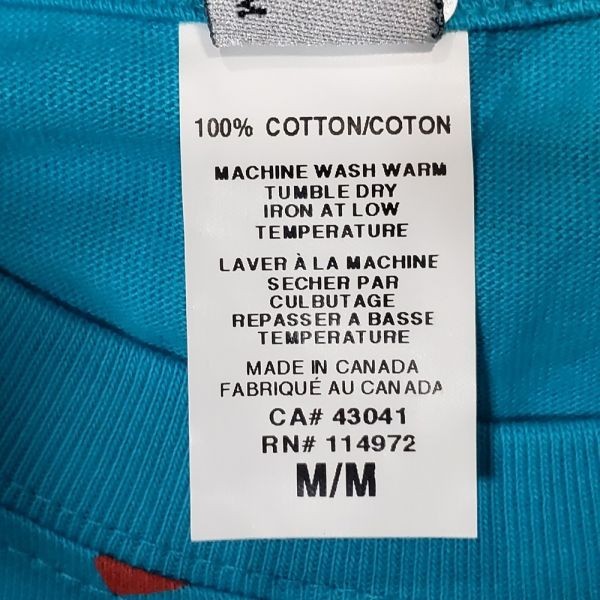 100% COTTON/COTON
MACHINE WASH WARM
TUMBLE DRY
IRON AT LOW
TEMPERATURE
LAVER À LA MACHINE
SECHER PAR
CULBUTAGE
REPASSER A BASSE
TEMPERATURE
MADE IN CANADA
FABRIQUÉ AU CANADA
CA# 43041
RN# 114972
M/M